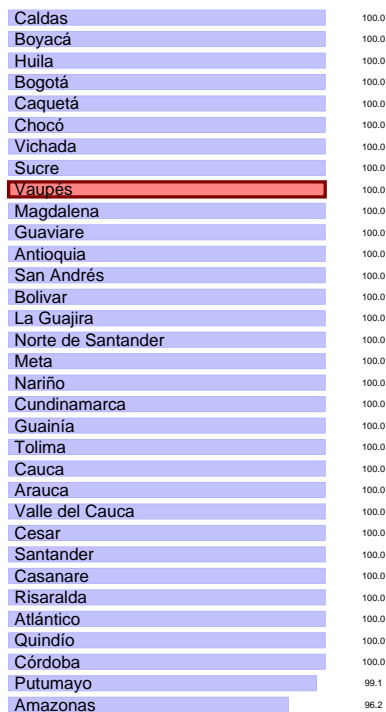 Caldas 100.0
Boyacá 100.0
Huila 100.0
Bogotá 100.0
Caquetá 100.0
Chocó 100.0
Vichada 100.0
Sucre 100.0
Vaupés 100.0
Magdalena 100.0
Guaviare 100.0
Antioquia 100.0
San Andrés 100.0
Bolivar 100.0
La Guajira 100.0
Norte de Santander 100.0
Meta 100.0
Nariño 100.0
Cundinamarca 100.0
Guainía 100.0
Tolima 100.0
Cauca 100.0
Arauca 100.0
Valle del Cauca 100.0
Cesar 100.0
Santander 100.0
Casanare 100.0
Risaralda 100.0
Atlántico 100.0
Quindío 100.0
Córdoba 100.0
Putumayo 99.1
Amazonas 96.2